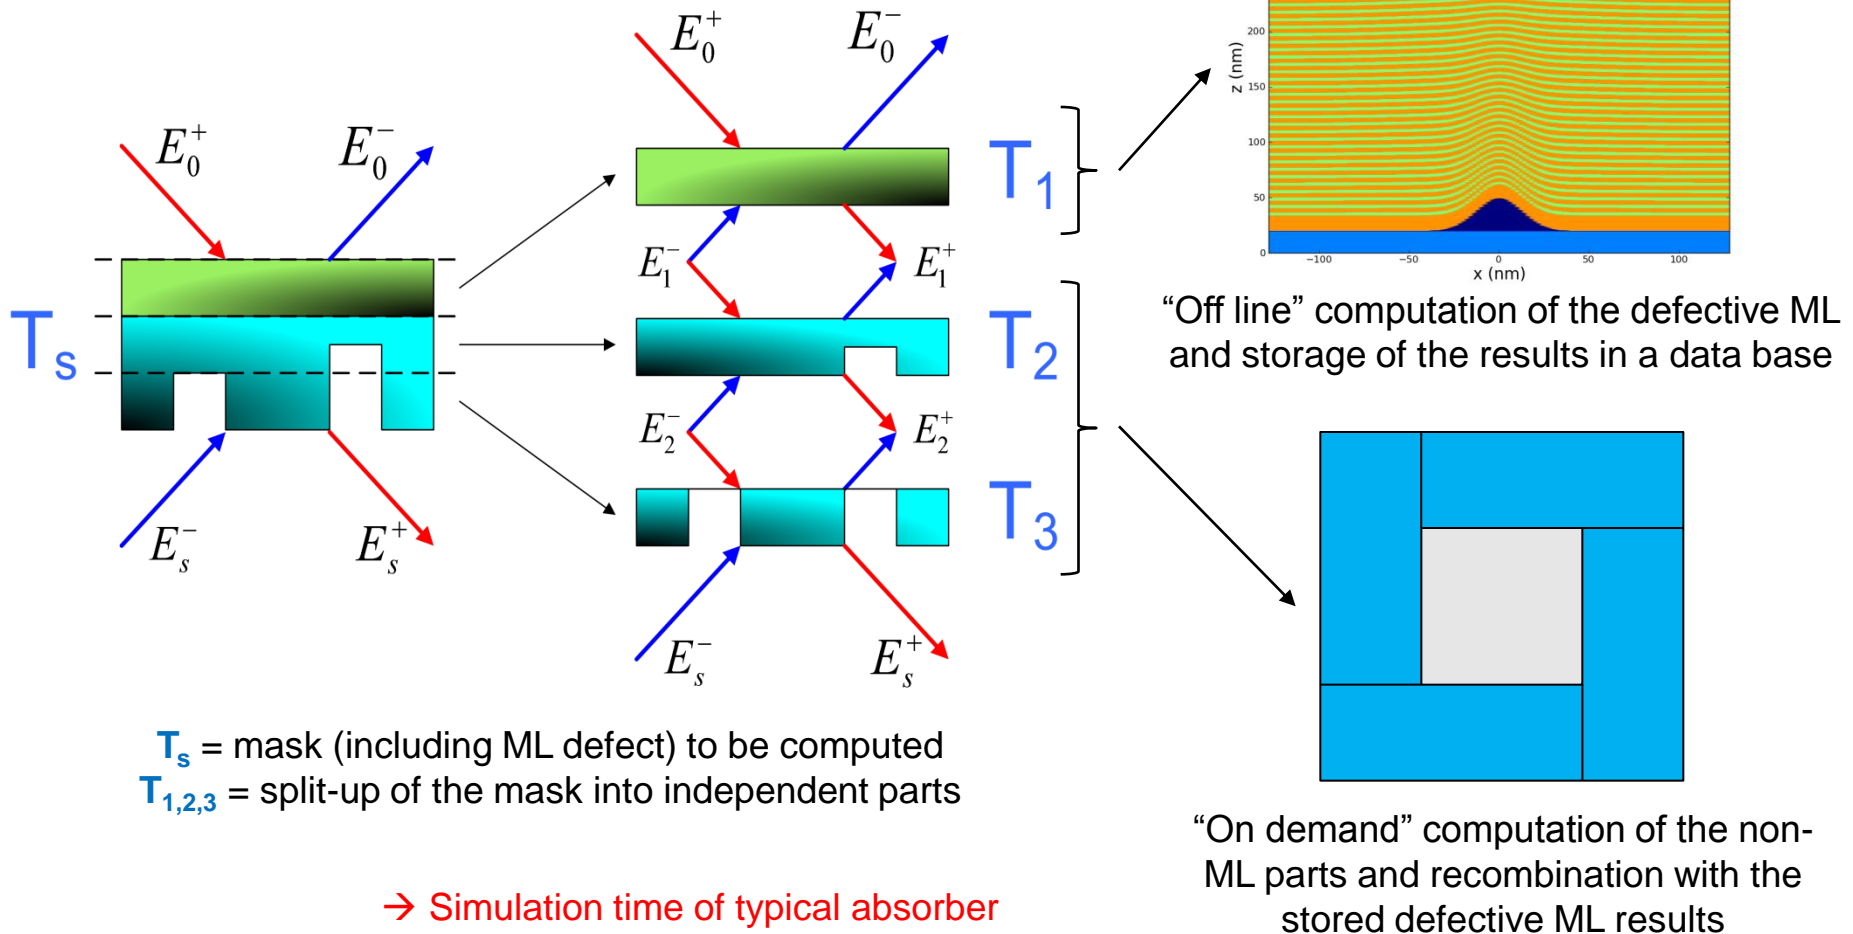 E₀⁺
E₀⁻
Tₛ
Eₛ⁻
Eₛ⁺
E₀⁺
E₀⁻
T₁
E₁⁻
E₁⁺
T₂
E₂⁻
E₂⁺
T₃
Eₛ⁻
Eₛ⁺
z (nm)
200
150
100
50
0
−100
−50
0
50
100
x (nm)
“Off line” computation of the defective ML
and storage of the results in a data base
“On demand” computation of the non-
ML parts and recombination with the
stored defective ML results
Tₛ = mask (including ML defect) to be computed
T₁,₂,₃ = split-up of the mask into independent parts
→ Simulation time of typical absorber